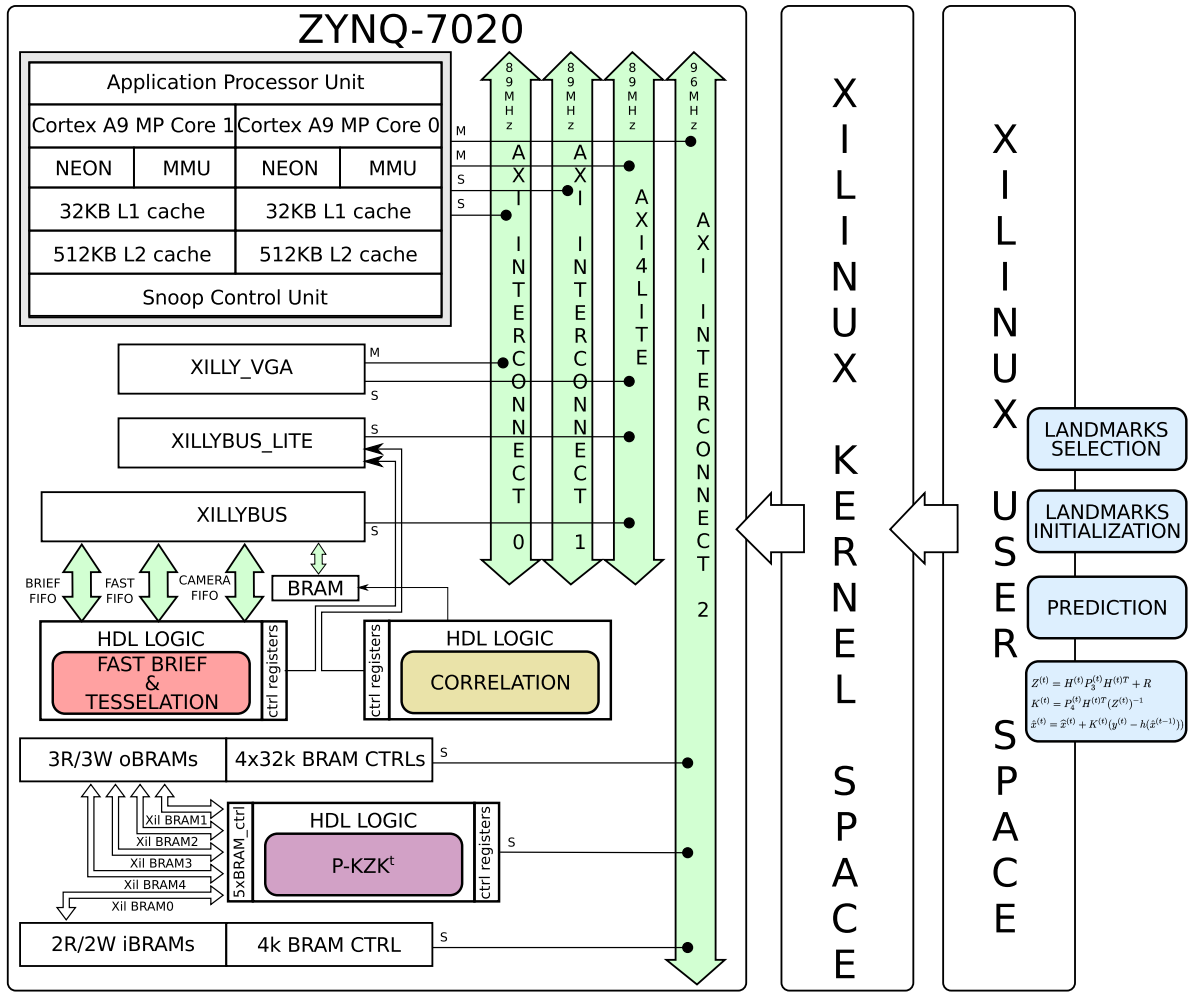 ZYNQ-7020
Application Processor Unit
Cortex A9 MP Core 1
Cortex A9 MP Core 0
NEON
MMU
NEON
MMU
32KB L1 cache
32KB L1 cache
512KB L2 cache
512KB L2 cache
Snoop Control Unit
M
M
S
S
89MHz
AXI INTERCONNECT 0
89MHz
AXI INTERCONNECT 1
89MHz
AXI4LITE
96MHz
AXI INTERCONNECT 2
XILLY_VGA
M
S
XILLYBUS_LITE
S
XILLYBUS
S
BRIEF
FIFO
FAST
FIFO
CAMERA
FIFO
BRAM
HDL LOGIC
FAST BRIEF
&
TESSELATION
ctrl registers
ctrl registers
HDL LOGIC
CORRELATION
3R/3W oBRAMs
4x32k BRAM CTRLs
S
Xil BRAM1
Xil BRAM2
Xil BRAM3
Xil BRAM4
Xil BRAM0
5xBRAM_ctrl
HDL LOGIC
P-KZKᵗ
ctrl registers
S
2R/2W iBRAMs
4k BRAM CTRL
S
XILINUX KERNEL SPACE
XILINUX USER SPACE
LANDMARKS
SELECTION
LANDMARKS
INITIALIZATION
PREDICTION
Z^(t) = H^(t) P_3^(t) H^(t)T + R
K^(t) = P_4^(t) H^(t)T (Z^(t))^-1
x̂^(t) = x̂^(t) + K^(t)(y^(t) − h(x̂^(t−1)))